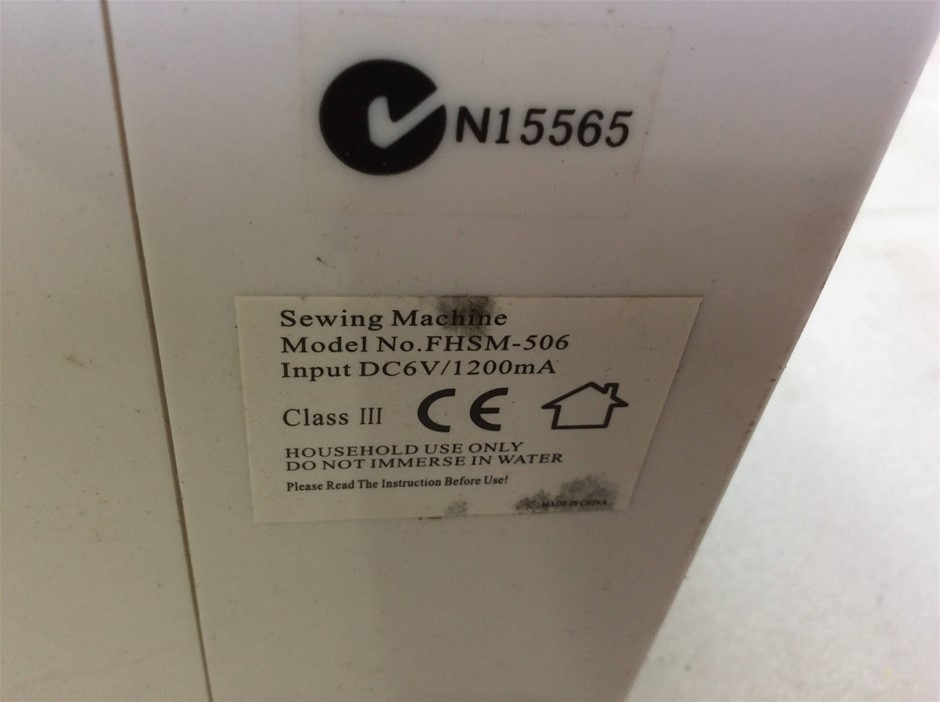 N15565
Sewing Machine
Model No.FHSM-506
Input DC6V/1200mA
Class III CE
HOUSEHOLD USE ONLY
DO NOT IMMERSE IN WATER
Please Read The Instruction Before Use!
MADE IN CHINA